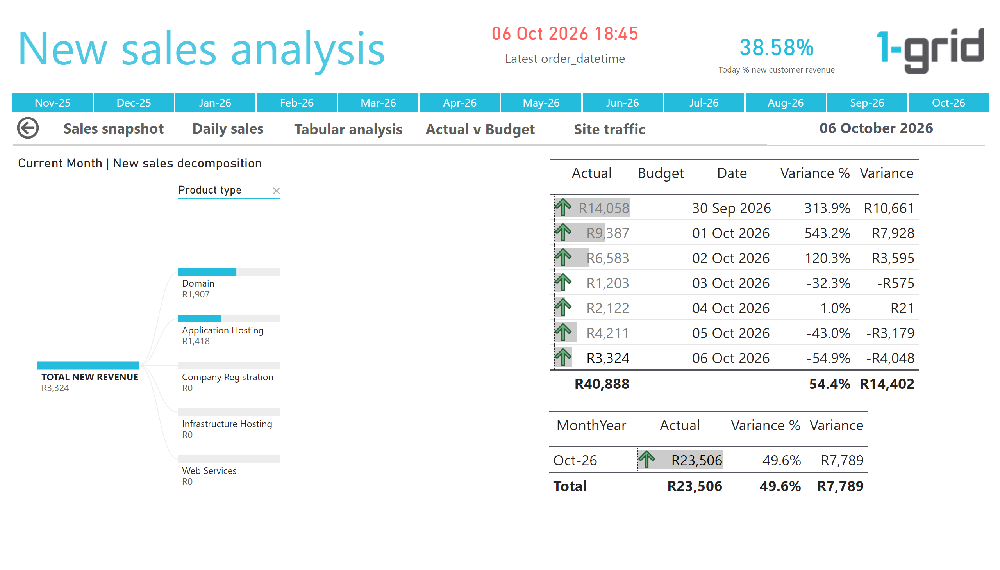 New sales analysis
06 Oct 2026 18:45
Latest order_datetime
38.58%
Today % new customer revenue
1-grid
Nov-25 Dec-25 Jan-26 Feb-26 Mar-26 Apr-26 May-26 Jun-26 Jul-26 Aug-26 Sep-26 Oct-26
Sales snapshot Daily sales Tabular analysis Actual v Budget Site traffic 06 October 2026
Current Month | New sales decomposition
Product type
Domain
R1,907
Application Hosting
R1,418
TOTAL NEW REVENUE
R3,324
Company Registration
R0
Infrastructure Hosting
R0
Web Services
R0
Actual Budget Date Variance % Variance
R14,058 30 Sep 2026 313.9% R10,661
R9,387 01 Oct 2026 543.2% R7,928
R6,583 02 Oct 2026 120.3% R3,595
R1,203 03 Oct 2026 -32.3% -R575
R2,122 04 Oct 2026 1.0% R21
R4,211 05 Oct 2026 -43.0% -R3,179
R3,324 06 Oct 2026 -54.9% -R4,048
R40,888 54.4% R14,402
MonthYear Actual Variance % Variance
Oct-26 R23,506 49.6% R7,789
Total R23,506 49.6% R7,789